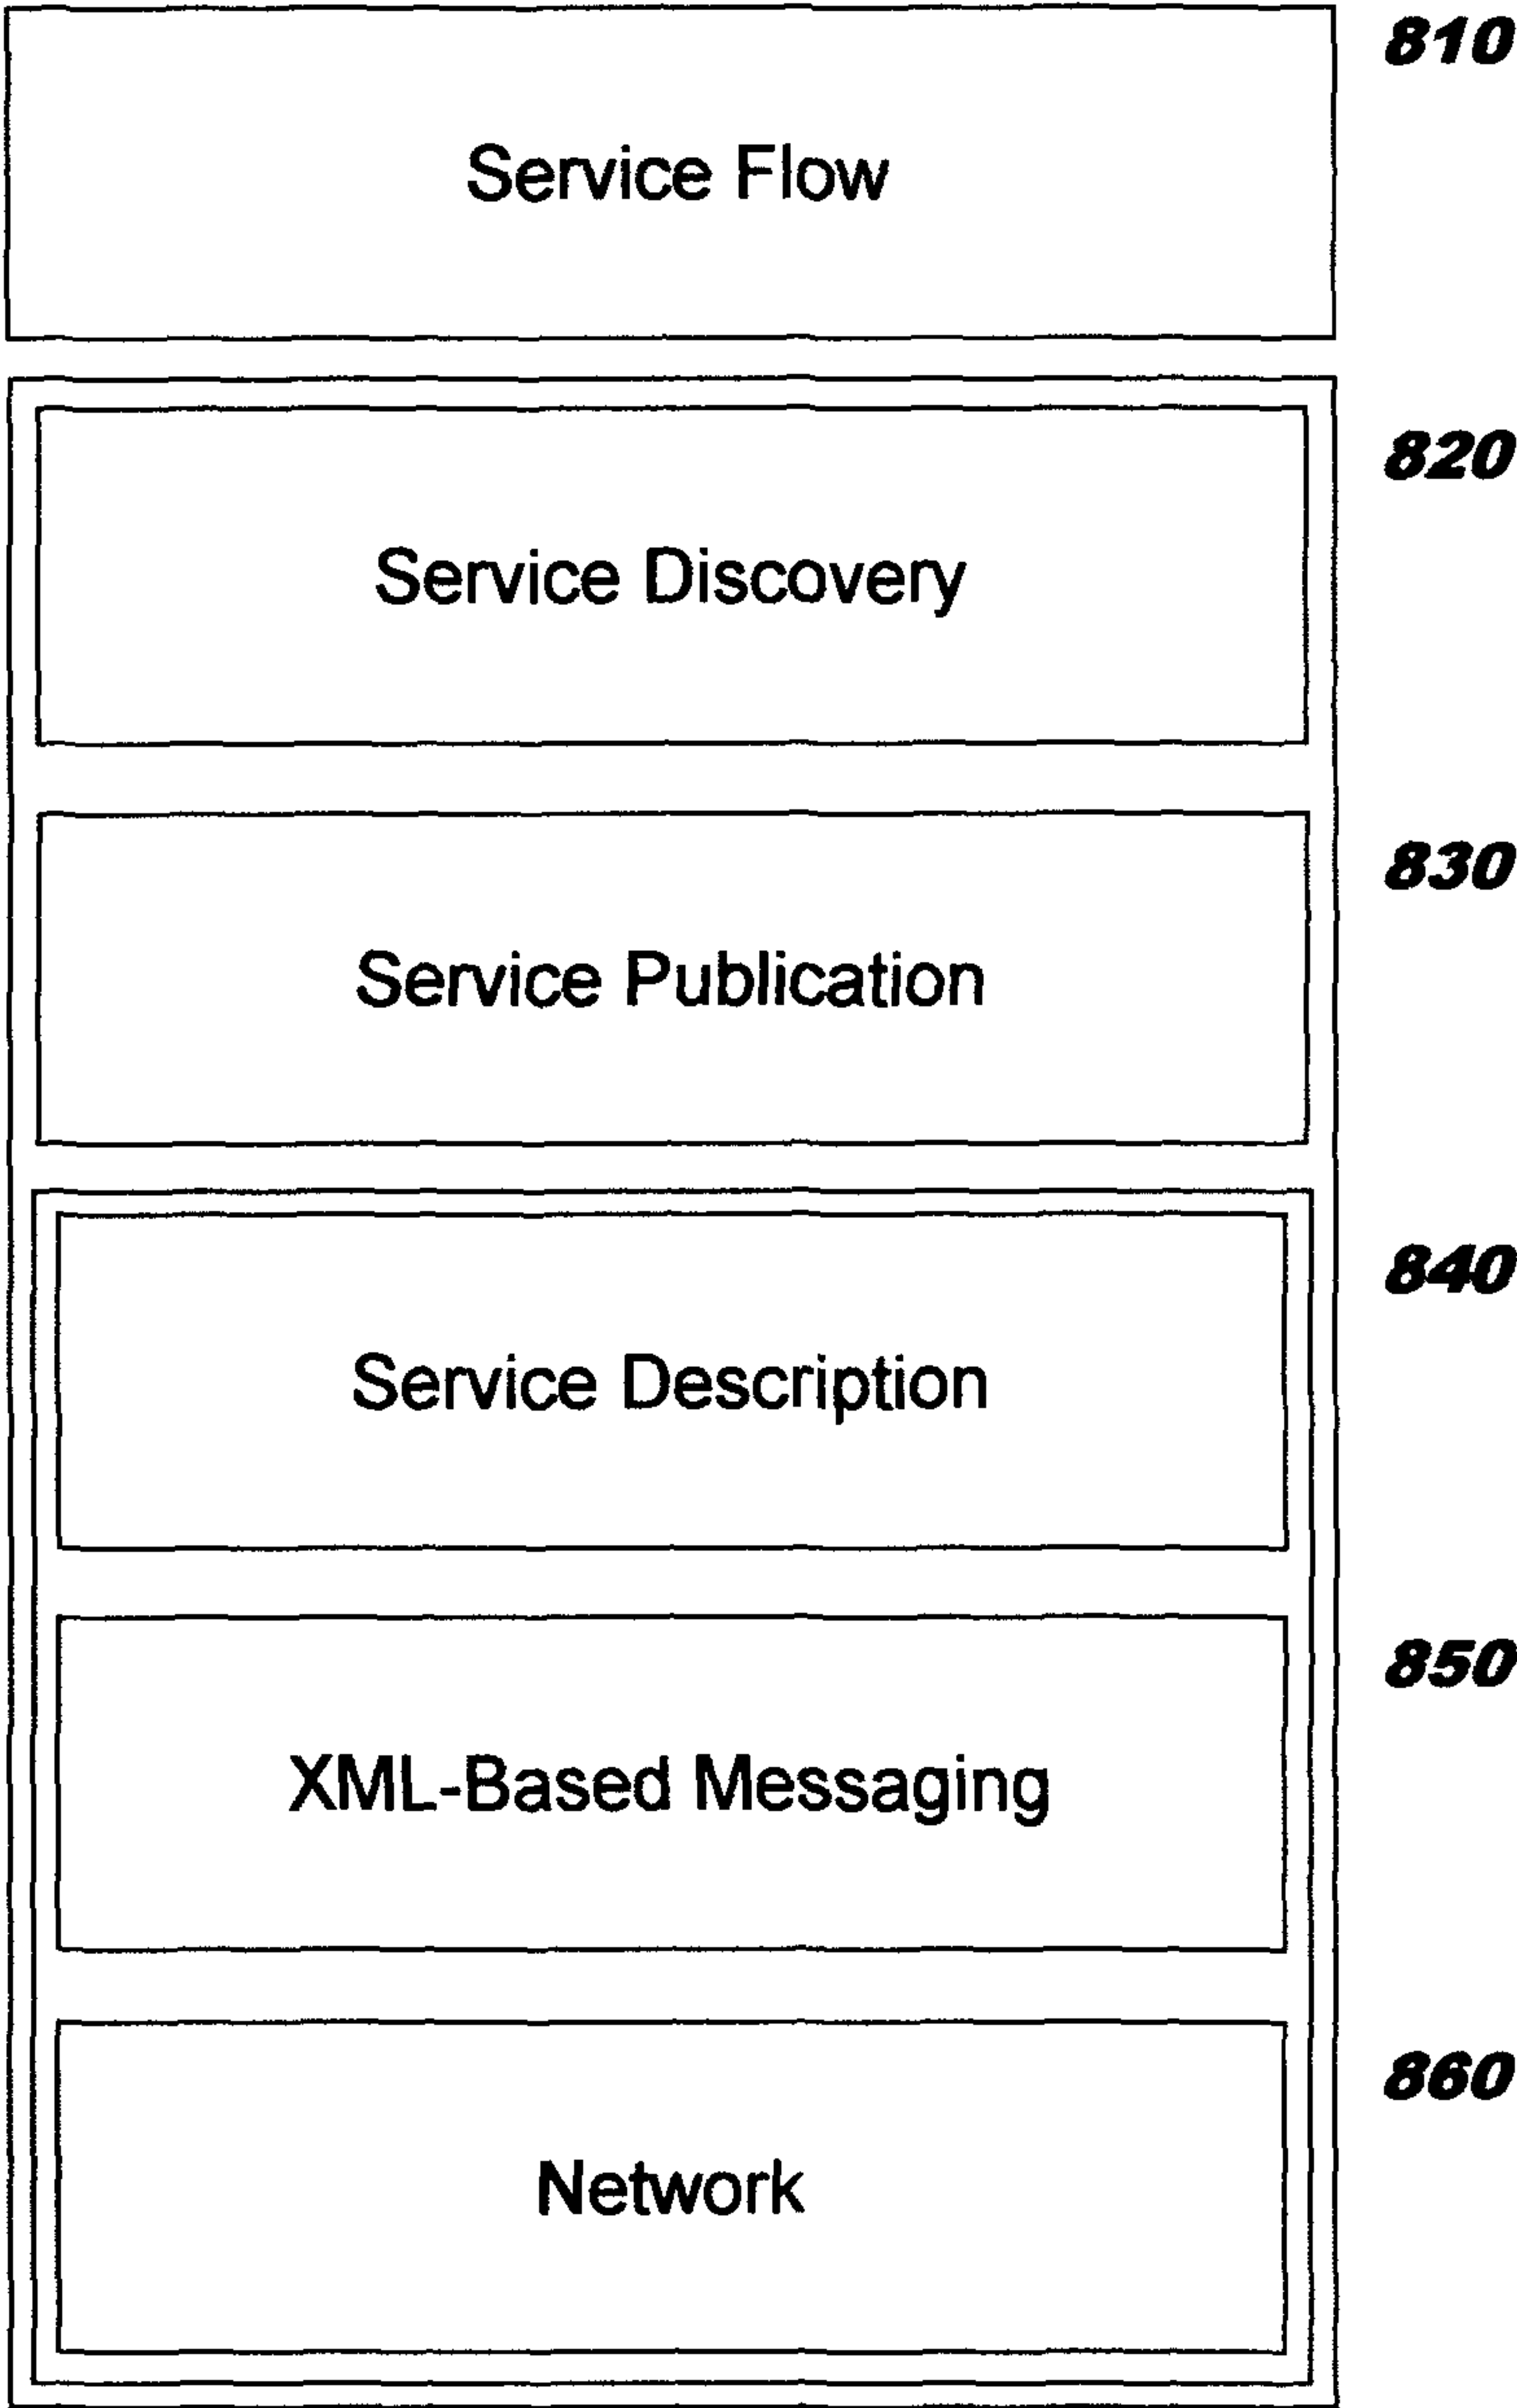 810
Service Flow
820
Service Discovery
830
Service Publication
840
Service Description
850
XML-Based Messaging
860
Network